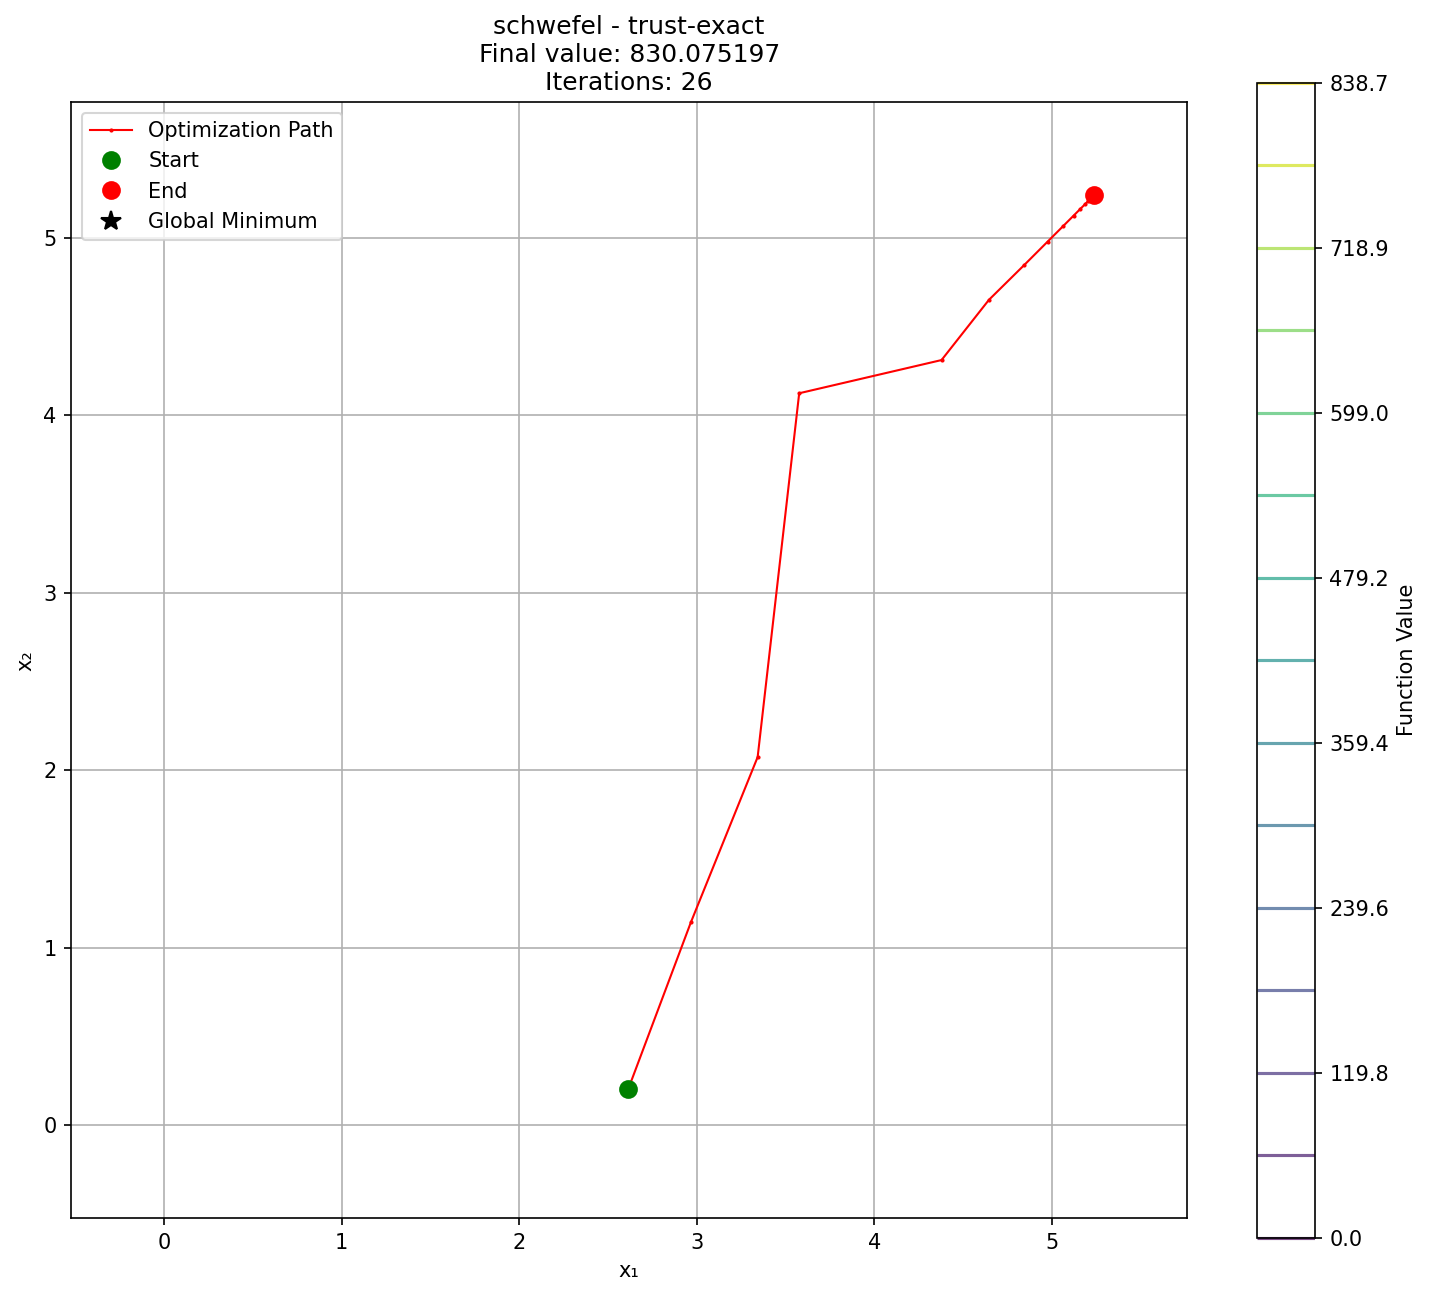 schwefel - trust-exact
Final value: 830.075197
Iterations: 26
Optimization Path
Start
End
Global Minimum
5
4
3
2
1
0
x₂
0 1 2 3 4 5
x₁
838.7
718.9
599.0
479.2
359.4
239.6
119.8
0.0
Function Value